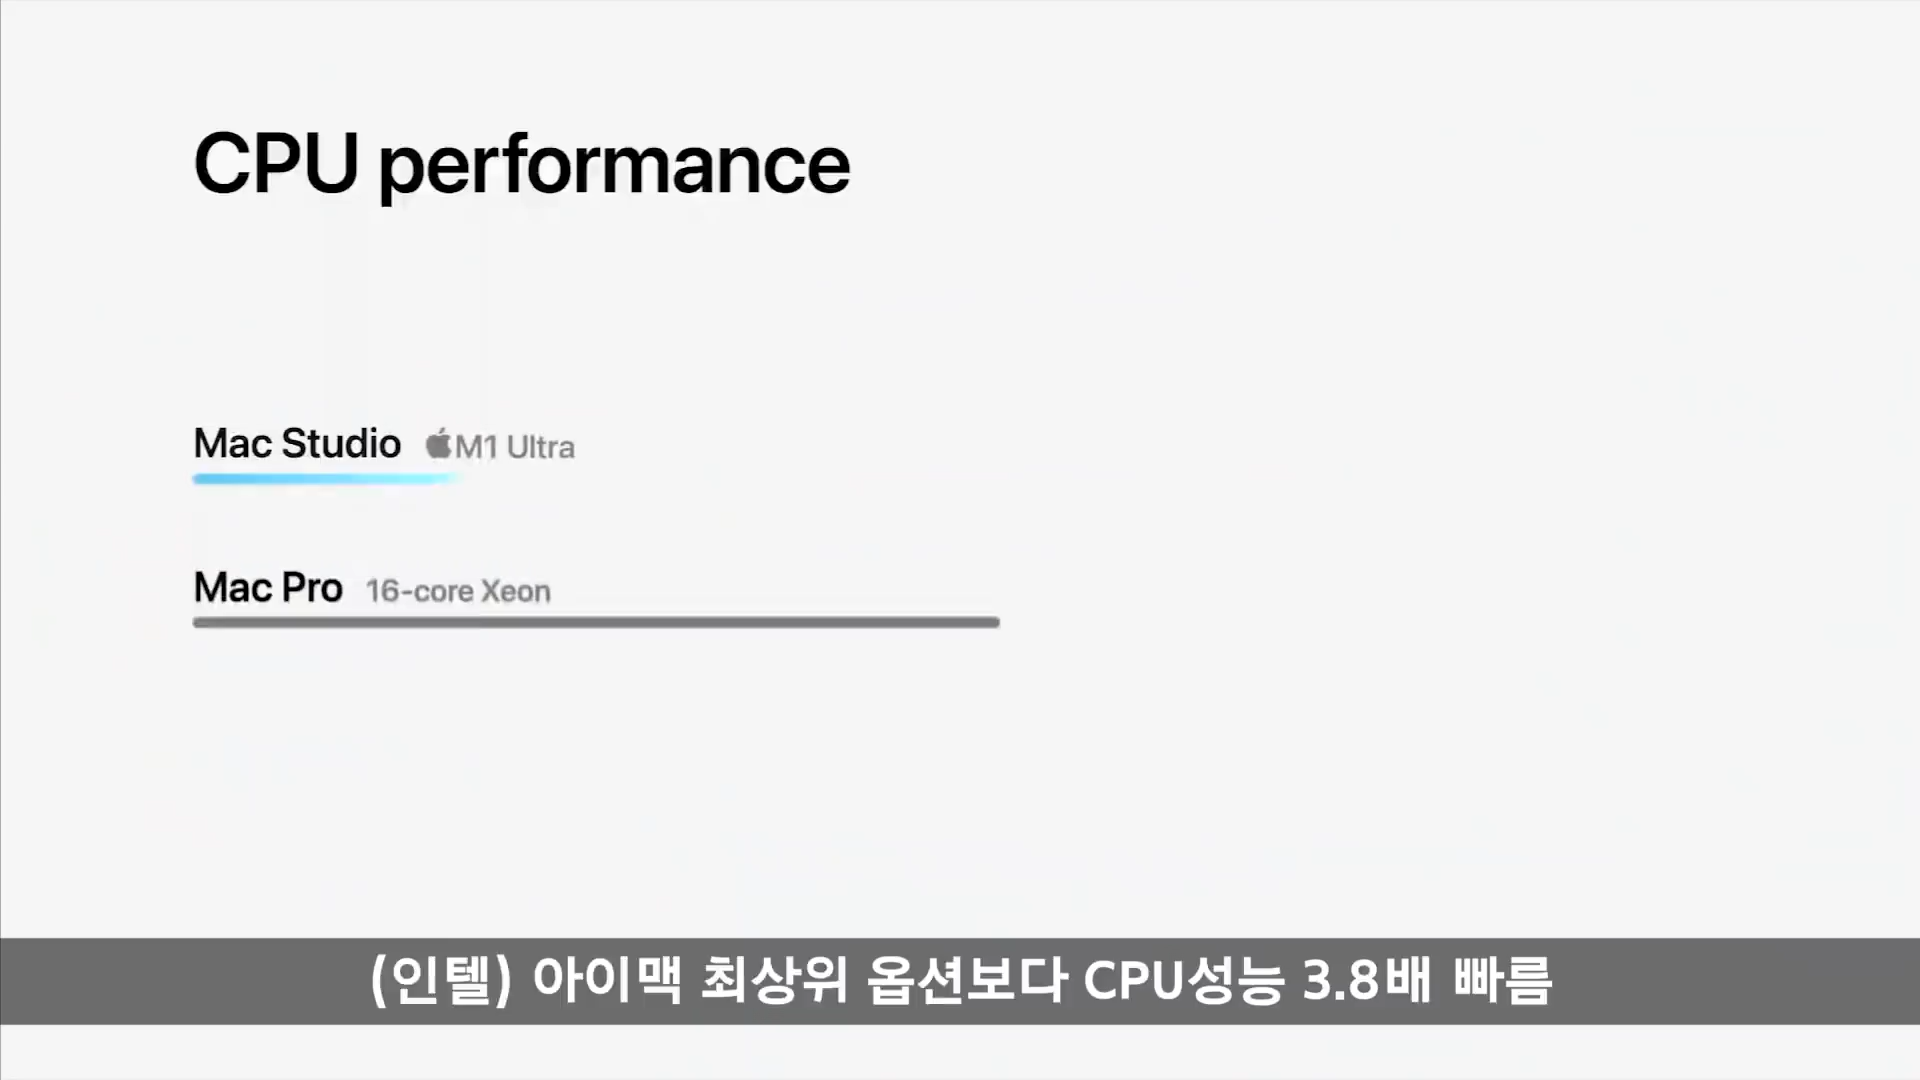 CPU performance
Mac Studio M1 Ultra
Mac Pro 16-core Xeon
(인텔) 아이맥 최상위 옵션보다 CPU성능 3.8배 빠름